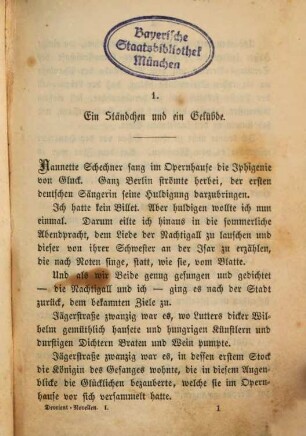 Bayerische
Staatsbibliothek
München
1.
Ein Ständchen und ein Gelübde.
Nannette Schechner sang im Opernhause die Iphigenie
von Gluck. Ganz Berlin strömte herbei, der ersten
deutschen Sängerin seine Huldigung darzubringen.
Ich hatte kein Billet. Aber huldigen wollte ich nun
einmal. Darum eilte ich hinaus in die sommerliche
Abendpracht, dem Liede der Nachtigall zu lauschen und
dieser von ihrer Schwester an der Isar zu erzählen,
die nach Noten singe, statt, wie sie, vom Blatte.
Und als wir Beide genug gesungen und gedichtet
— die Nachtigall und ich — ging es nach der Stadt
zurück, dem bekannten Ziele zu.
Jägerstraße zwanzig war es, wo Lutters dicker Wil-
helm gemüthlich hausete und hungrigen Künstlern und
durstigen Dichtern Braten und Wein pumpte.
Jägerstraße zwanzig war es, in dessen erstem Stock
die Königin des Gesanges wohnte, die in diesem Augen-
blicke die Glücklichen bezauberte, welche sie im Opern-
hause vor sich versammelt hatte.
Devrient-Novellen. I. 1